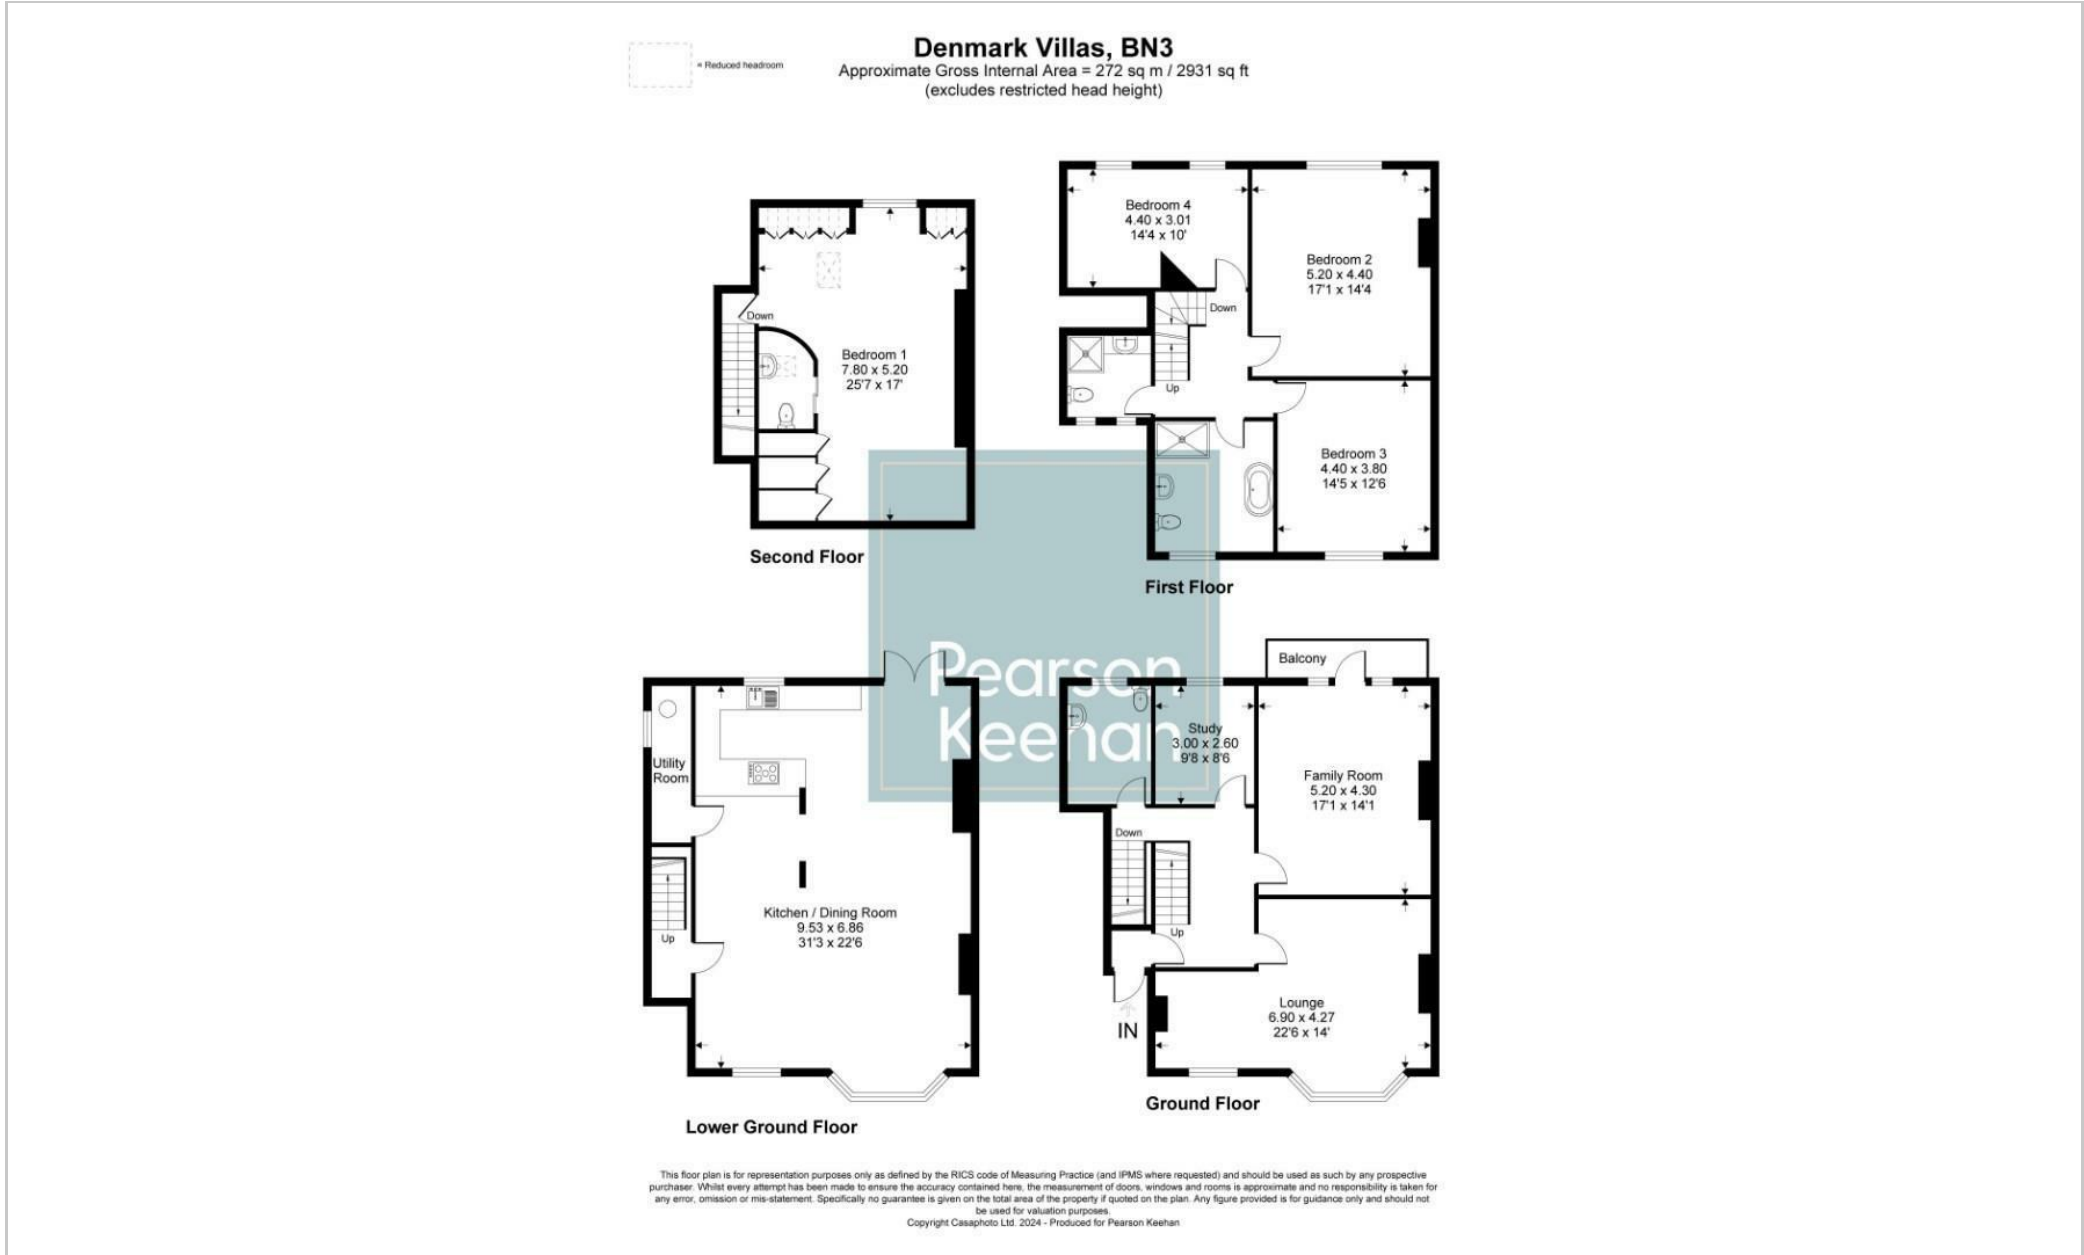 Denmark Villas, BN3
Approximate Gross Internal Area = 272 sq m / 2931 sq ft
(excludes restricted head height)
= Reduced headroom
Down
Bedroom 1
7.80 x 5.20
25'7 x 17'
Second Floor
Bedroom 4
4.40 x 3.01
14'4 x 10'
Bedroom 2
5.20 x 4.40
17'1 x 14'4
Down
Up
Bedroom 3
4.40 x 3.80
14'5 x 12'6
First Floor
Pearson
Keenan
Utility
Room
Up
Kitchen / Dining Room
9.53 x 6.86
31'3 x 22'6
Lower Ground Floor
Balcony
Study
3.00 x 2.60
9'8 x 8'6
Family Room
5.20 x 4.30
17'1 x 14'1
Down
Up
Lounge
6.90 x 4.27
22'6 x 14'
IN
Ground Floor
This floor plan is for representation purposes only as defined by the RICS code of Measuring Practice (and IPMS where requested) and should be used as such by any prospective
purchaser. Whilst every attempt has been made to ensure the accuracy contained here, the measurement of doors, windows and rooms is approximate and no responsibility is taken for
any error, omission or mis-statement. Specifically no guarantee is given on the total area of the property if quoted on the plan. Any figure provided is for guidance only and should not
be used for valuation purposes.
Copyright Casaphoto Ltd. 2024 - Produced for Pearson Keehan